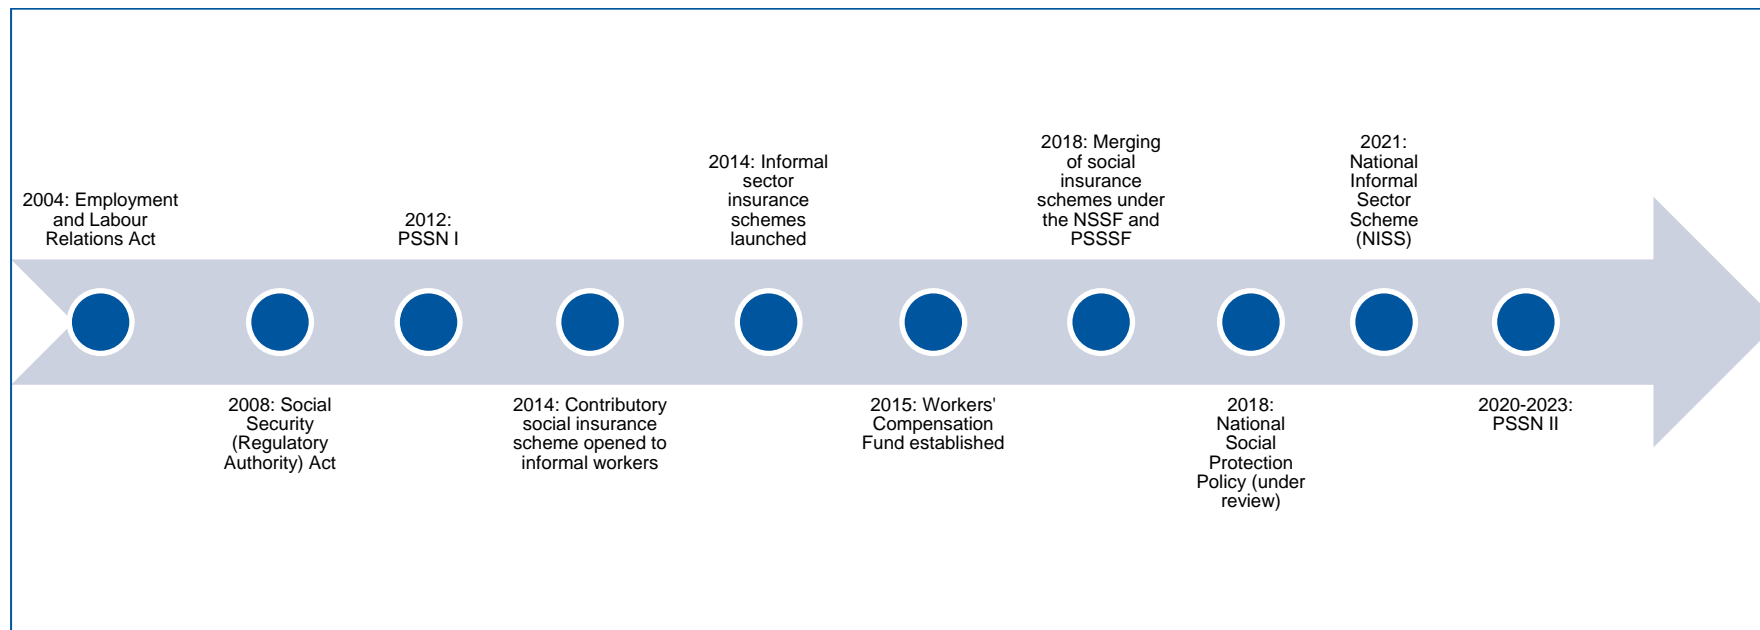 2004: Employment
and Labour
Relations Act
2008: Social
Security
(Regulatory
Authority) Act
2012:
PSSN I
2014: Contributory
social insurance
scheme opened to
informal workers
2014: Informal
sector
insurance
schemes
launched
2015: Workers'
Compensation
Fund established
2018: Merging
of social
insurance
schemes under
the NSSF and
PSSSF
2018:
National
Social
Protection
Policy (under
review)
2021:
National
Informal
Sector
Scheme
(NISS)
2020-2023:
PSSN II